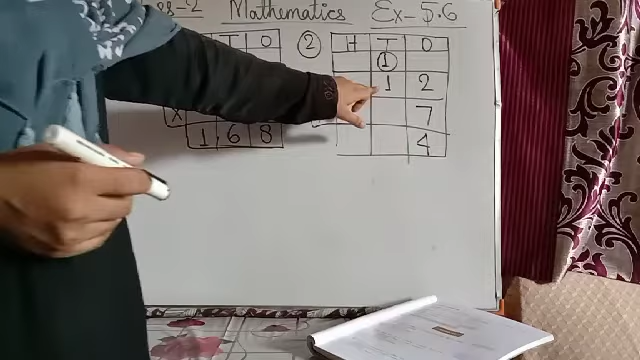 Mathematics Ex-5.6
T O
② H T O
①
1 2
7
X
1 6 8
4